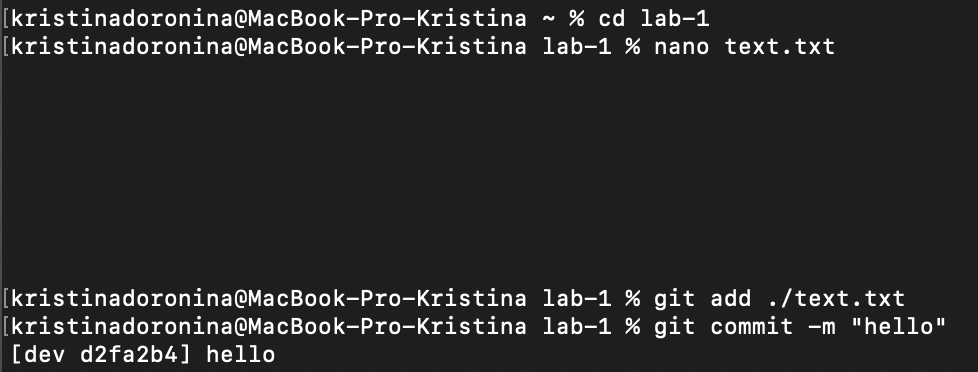 [kristinadoronina@MacBook-Pro-Kristina ~ % cd lab-1
[kristinadoronina@MacBook-Pro-Kristina lab-1 % nano text.txt
[kristinadoronina@MacBook-Pro-Kristina lab-1 % git add ./text.txt
[kristinadoronina@MacBook-Pro-Kristina lab-1 % git commit -m "hello"
[dev d2fa2b4] hello